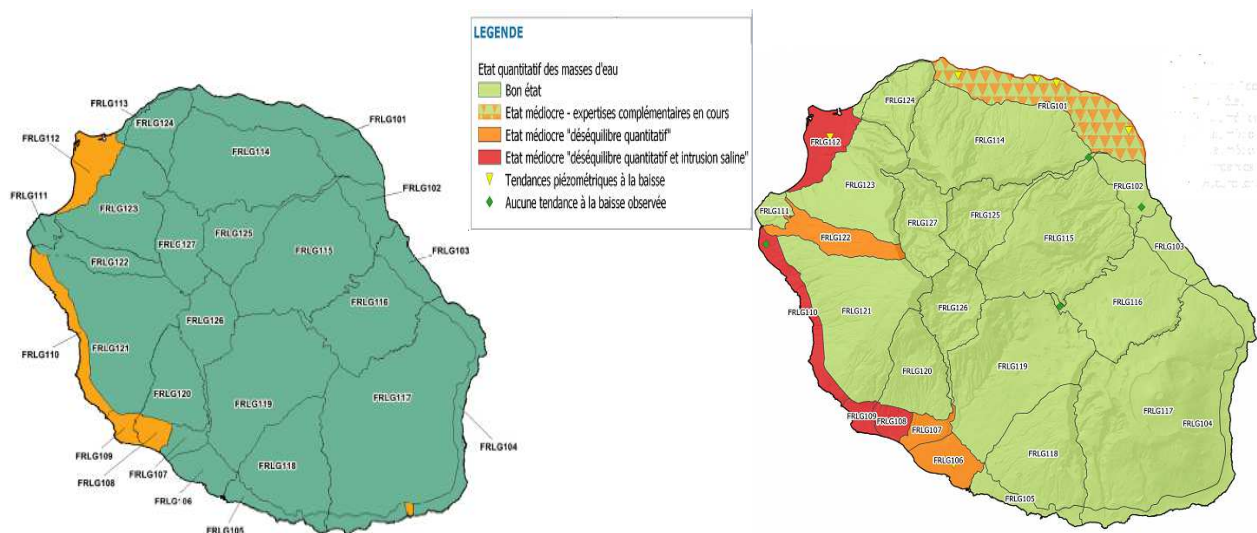 FRLG113
FRLG124
FRLG112
FRLG101
FRLG114
FRLG111
FRLG123
FRLG102
FRLG127
FRLG125
FRLG115
FRLG103
FRLG122
FRLG116
FRLG126
FRLG110
FRLG121
FRLG120
FRLG119
FRLG117
FRLG104
FRLG109
FRLG118
FRLG108
FRLG107
FRLG106
FRLG105
LEGENDE
Etat quantitatif des masses d'eau
Bon état
Etat médiocre - expertises complémentaires en cours
Etat médiocre "déséquilibre quantitatif"
Etat médiocre "déséquilibre quantitatif et intrusion saline"
Tendances piézométriques à la baisse
Aucune tendance à la baisse observée
FRLG124
FRLG101
FRLG112
FRLG114
FRLG123
FRLG102
FRLG111
FRLG125
FRLG127
FRLG122
FRLG115
FRLG103
FRLG116
FRLG126
FRLG110
FRLG121
FRLG119
FRLG120
FRLG117
FRLG109
FRLG108
FRLG107
FRLG104
FRLG118
FRLG106
FRLG105